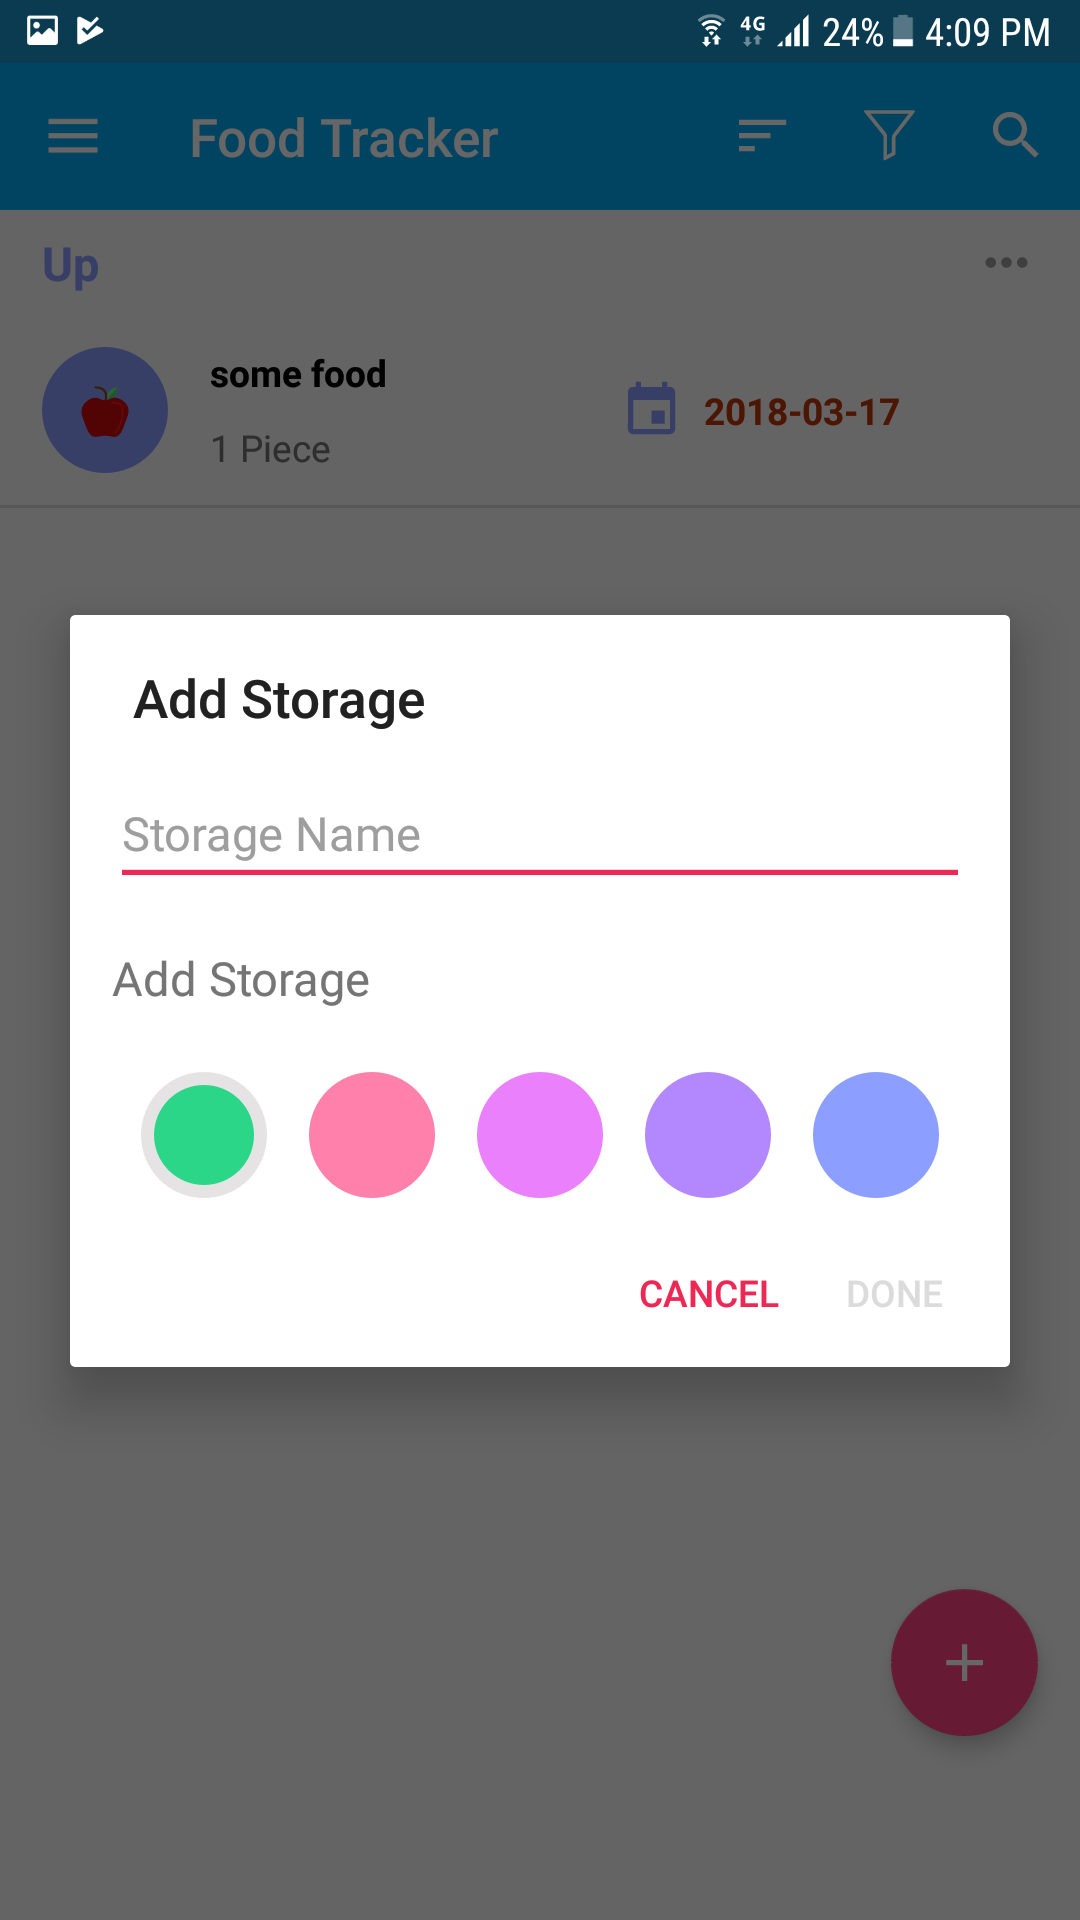 4G 24% 4:09 PM
Food Tracker
Up
some food
1 Piece
2018-03-17
Add Storage
Storage Name
Add Storage
CANCEL DONE